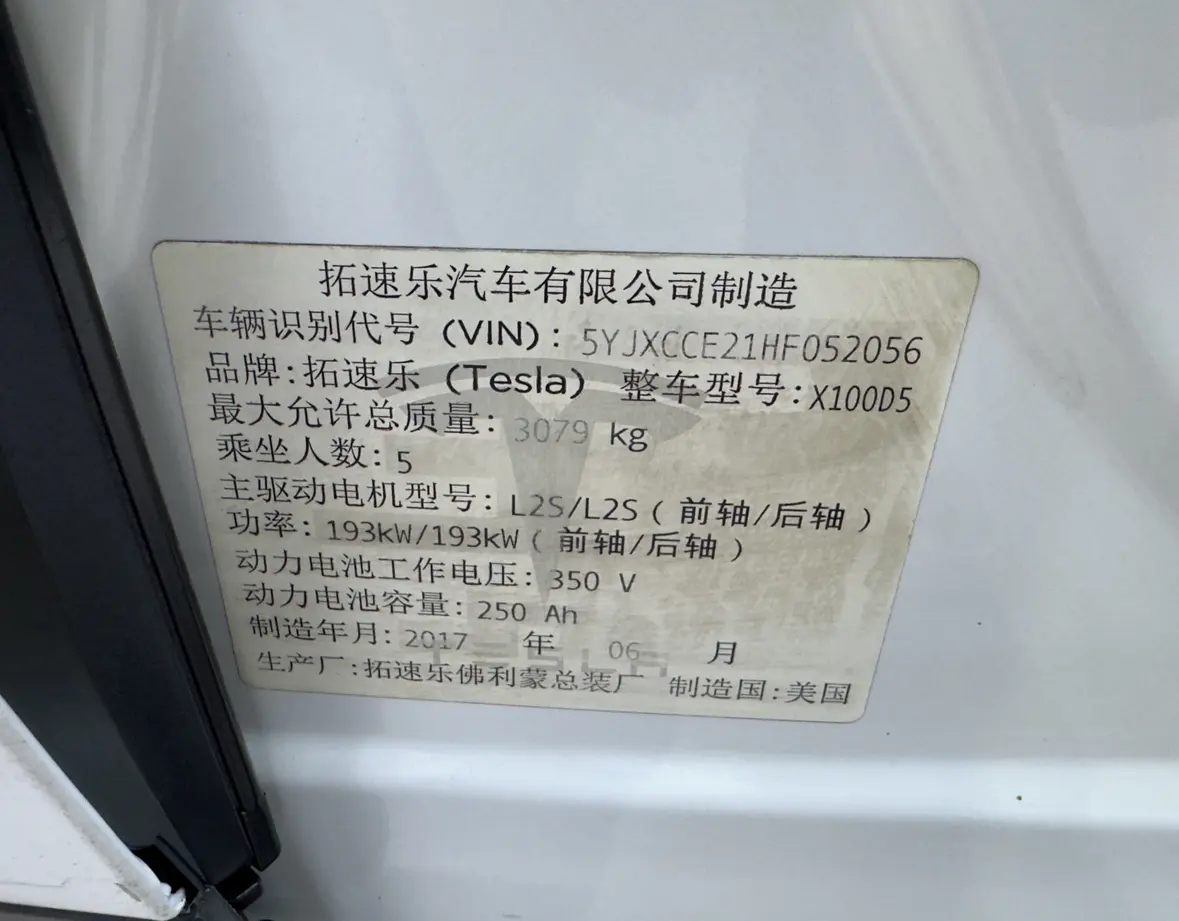 拓速乐汽车有限公司制造
车辆识别代号 (VIN): 5YJXCCE21HF052056
品牌:拓速乐 (Tesla) 整车型号:X100D5
最大允许总质量: 3079 kg
乘坐人数: 5
主驱动电机型号: L2S/L2S ( 前轴/后轴 )
功率: 193kW/193kW ( 前轴/后轴 )
动力电池工作电压: 350 V
动力电池容量: 250 Ah
制造年月: 2017 年 06 月
TESLA
生产厂:拓速乐佛利蒙总装厂 制造国:美国